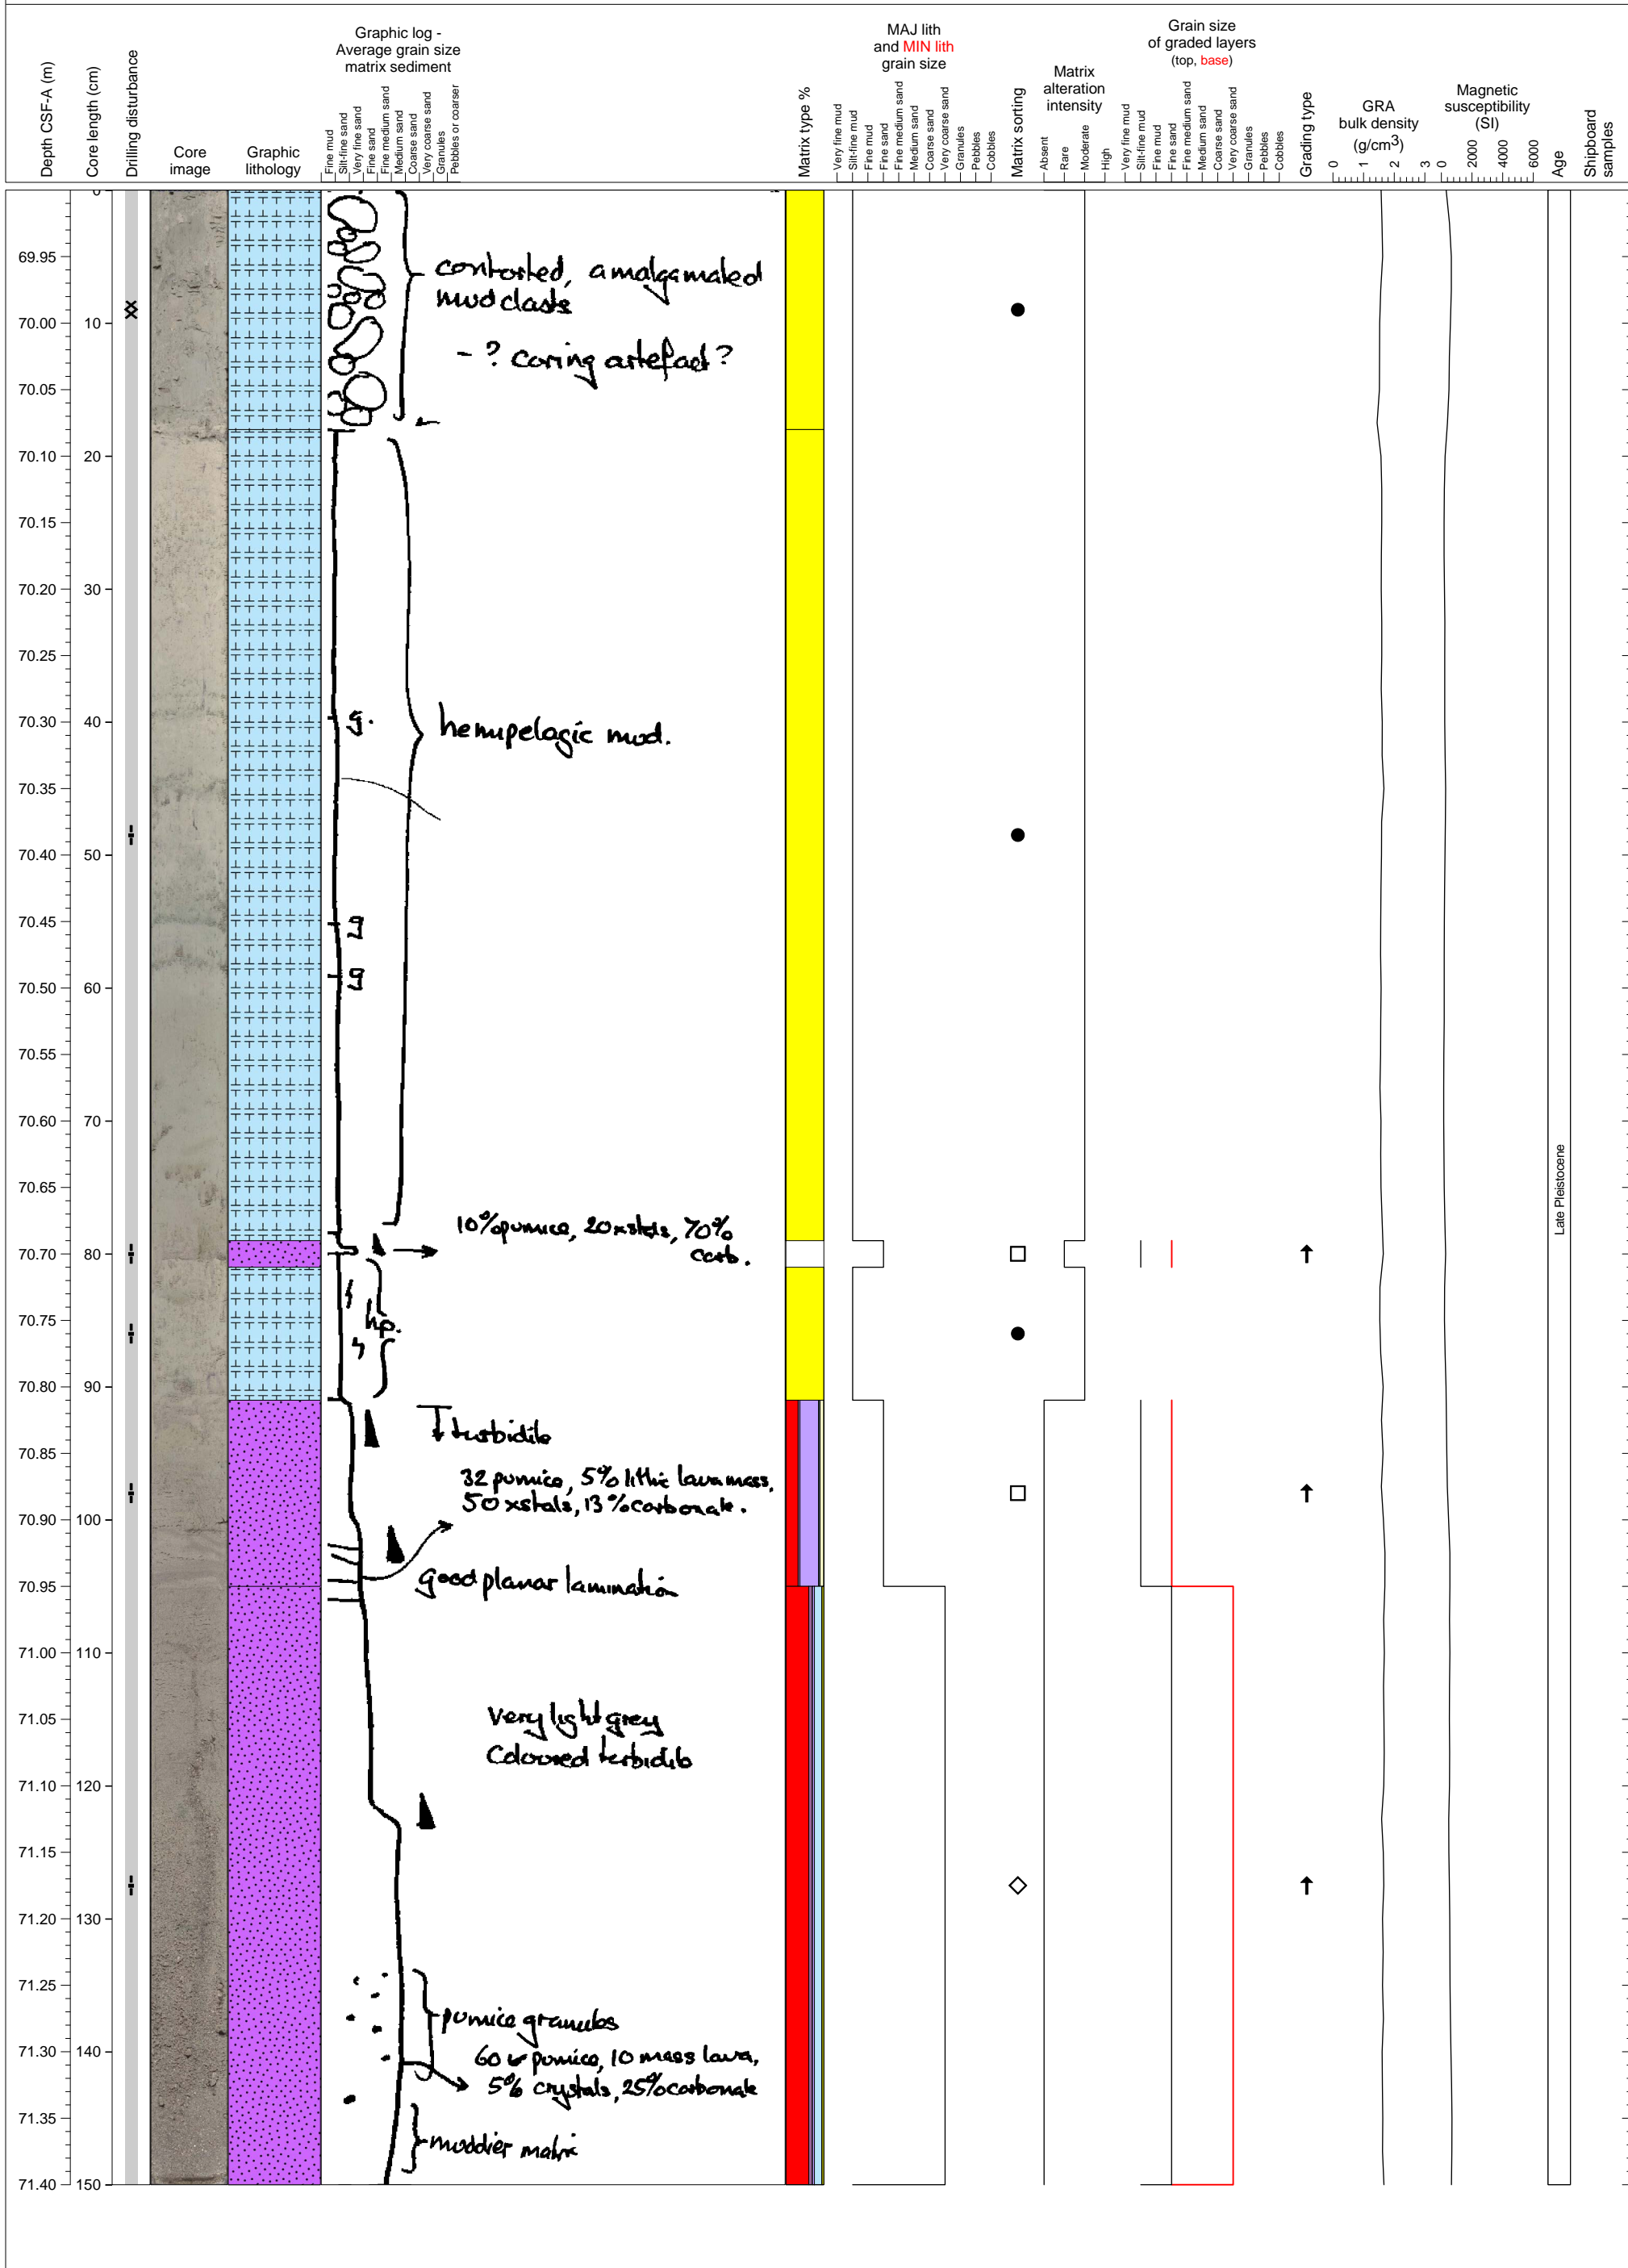 Depth CSF-A (m)
Core length (cm)
Drilling disturbance
Core
image
Graphic
lithology
Graphic log -
Average grain size
matrix sediment
Fine mud
Silt-fine sand
Very fine sand
Fine sand
Fine medium sand
Medium sand
Coarse sand
Very coarse sand
Granules
Pebbles or coarser
Matrix type %
MAJ lith
and MIN lith
grain size
Very fine mud
Silt-fine mud
Fine mud
Fine sand
Fine medium sand
Medium sand
Coarse sand
Very coarse sand
Granules
Pebbles
Cobbles
Matrix sorting
Matrix
alteration
intensity
Absent
Rare
Moderate
High
Grain size
of graded layers
(top, base)
Very fine mud
Silt-fine mud
Fine mud
Fine sand
Fine medium sand
Medium sand
Coarse sand
Very coarse sand
Granules
Pebbles
Cobbles
Grading type
GRA
bulk density
(g/cm3)
0 1 2 3
Magnetic
susceptibility
(SI)
0 2000 4000 6000
Age
Shipboard
samples
0
69.95
70.00 10
70.05
70.10 20
70.15
70.20 30
70.25
70.30 40
70.35
70.40 50
70.45
70.50 60
70.55
70.60 70
70.65
70.70 80
70.75
70.80 90
70.85
70.90 100
70.95
71.00 110
71.05
71.10 120
71.15
71.20 130
71.25
71.30 140
71.35
71.40 150
contorted, amalgamated
mud clasts
- ? coring artefact?
g.
hemipelagic mud.
10% pumice, 20 xstals, 70%
carb.
hp.
turbidite
32 pumice, 5% lithic lava mass,
50 xstals, 13% carbonate.
good planar lamination
Very light grey
Coloured turbidite
pumice granules
60 pumice, 10 mass lava,
5% crystals, 25% carbonate
muddier matrix
Late Pleistocene